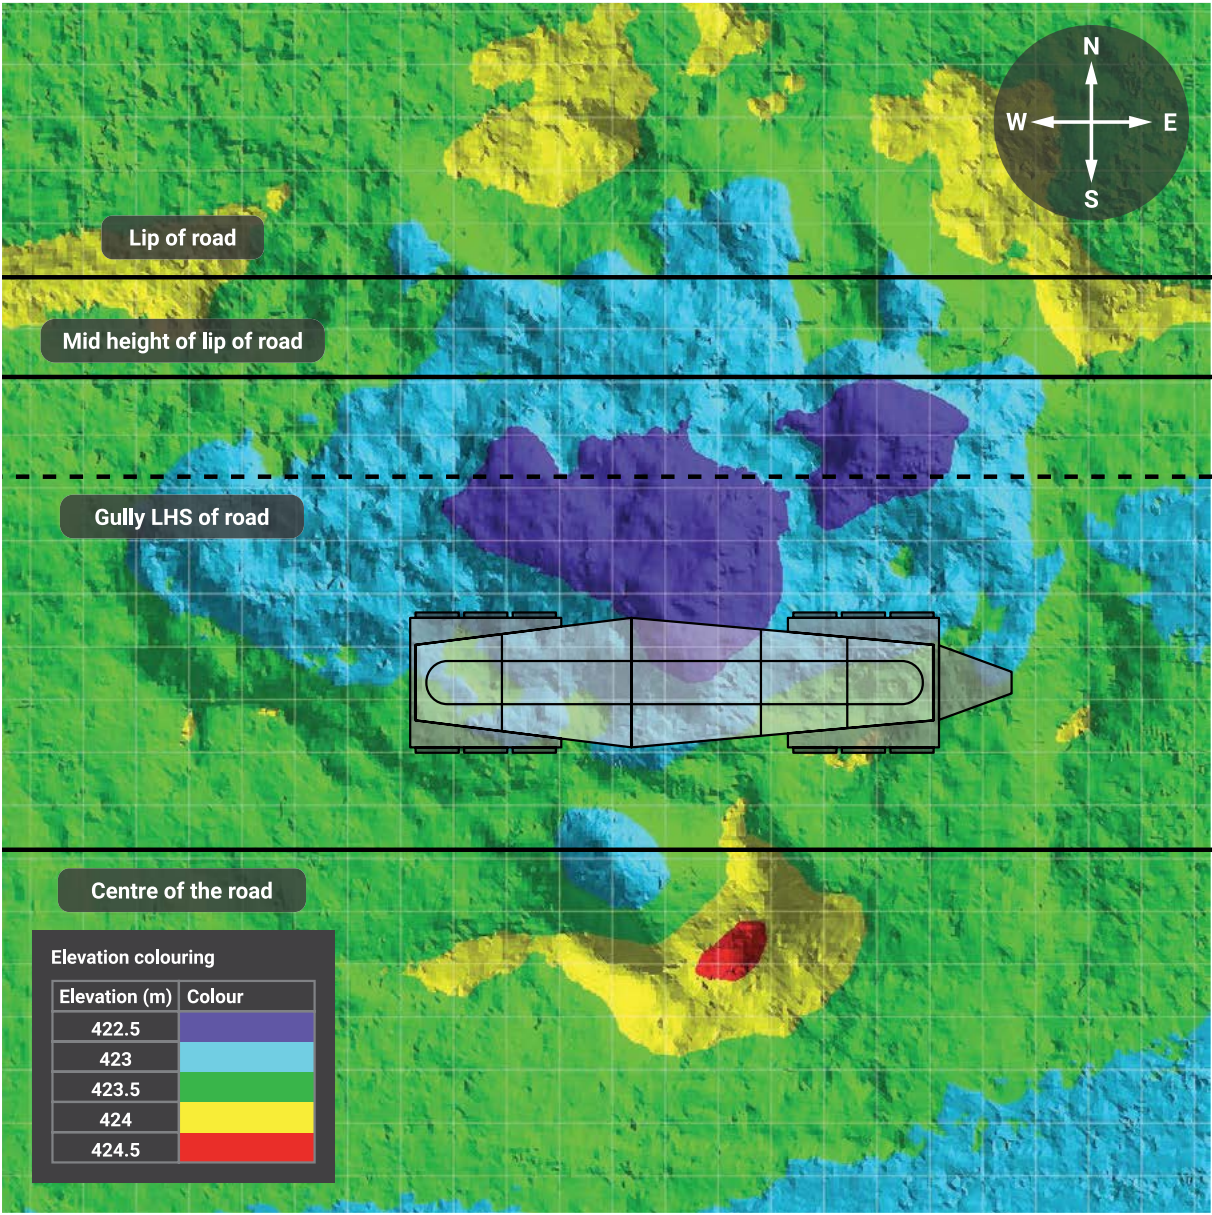 N
W E
S
Lip of road
Mid height of lip of road
Gully LHS of road
Centre of the road
Elevation colouring
Elevation (m) Colour
422.5
423
423.5
424
424.5